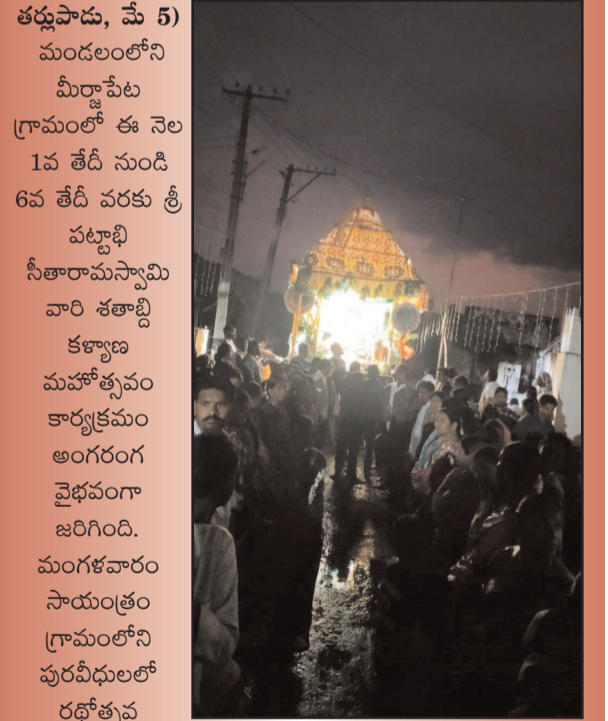 తర్లుపాడు, మే 5)
మండలంలోని
మీర్జాపేట
గ్రామంలో ఈ నెల
1వ తేదీ నుండి
6వ తేదీ వరకు శ్రీ
పట్టాభి
సీతారామస్వామి
వారి శతాబ్ది
కళ్యాణ
మహోత్సవం
కార్యక్రమం
అంగరంగ
వైభవంగా
జరిగింది.
మంగళవారం
సాయంత్రం
గ్రామంలోని
పురవీధులలో
రథోత్సవ